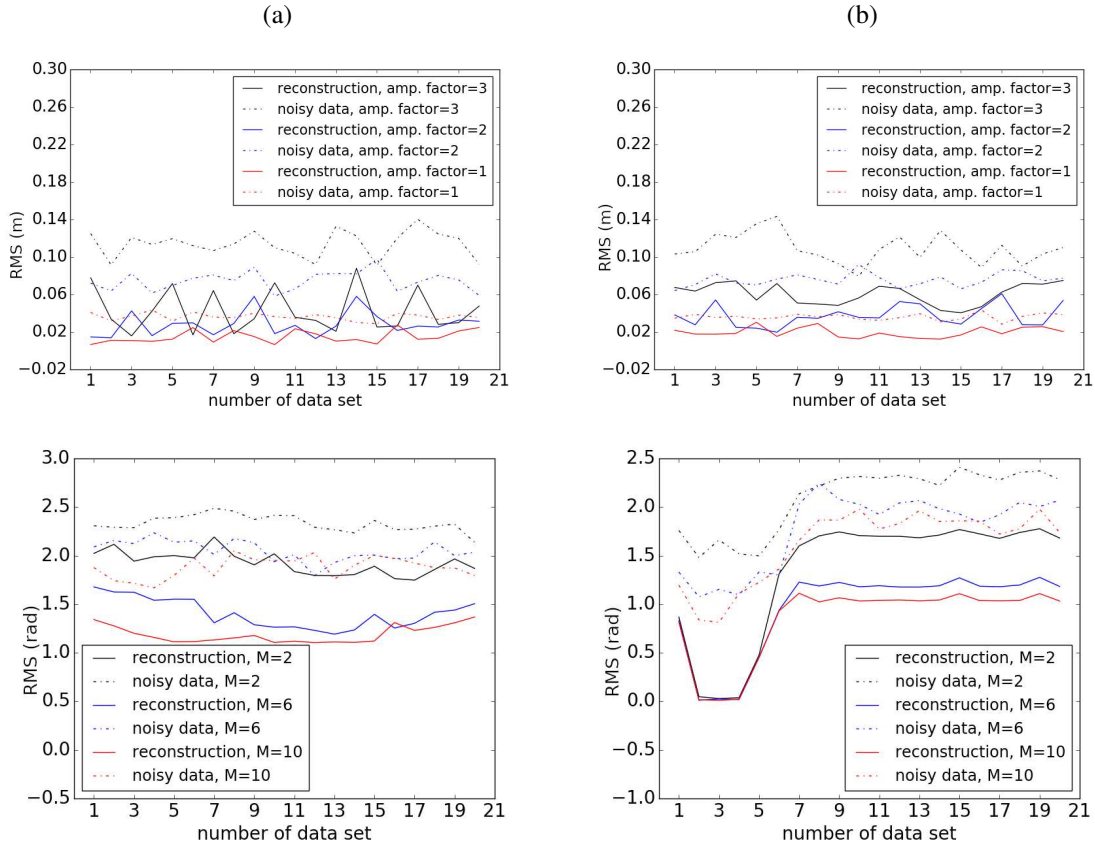 (a)
(b)
0.30
0.26
0.22
0.18
0.14
0.10
0.06
0.02
−0.02
RMS (m)
reconstruction, amp. factor=3
noisy data, amp. factor=3
reconstruction, amp. factor=2
noisy data, amp. factor=2
reconstruction, amp. factor=1
noisy data, amp. factor=1
1 3 5 7 9 11 13 15 17 19 21
number of data set
0.30
0.26
0.22
0.18
0.14
0.10
0.06
0.02
−0.02
RMS (m)
reconstruction, amp. factor=3
noisy data, amp. factor=3
reconstruction, amp. factor=2
noisy data, amp. factor=2
reconstruction, amp. factor=1
noisy data, amp. factor=1
1 3 5 7 9 11 13 15 17 19 21
number of data set
3.0
2.5
2.0
1.5
1.0
0.5
0.0
−0.5
RMS (rad)
reconstruction, M=2
noisy data, M=2
reconstruction, M=6
noisy data, M=6
reconstruction, M=10
noisy data, M=10
1 3 5 7 9 11 13 15 17 19 21
number of data set
2.5
2.0
1.5
1.0
0.5
0.0
−0.5
−1.0
RMS (rad)
reconstruction, M=2
noisy data, M=2
reconstruction, M=6
noisy data, M=6
reconstruction, M=10
noisy data, M=10
1 3 5 7 9 11 13 15 17 19 21
number of data set